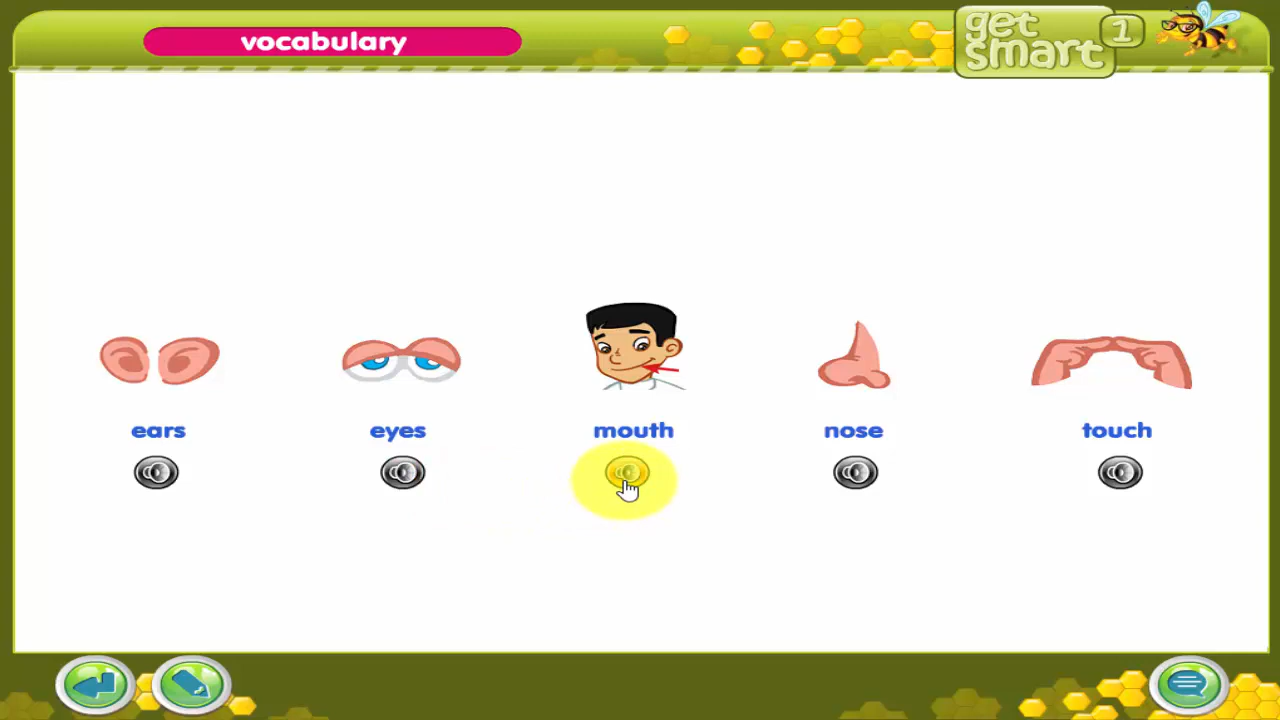 vocabulary
get
smart 1
ears
eyes
mouth
nose
touch